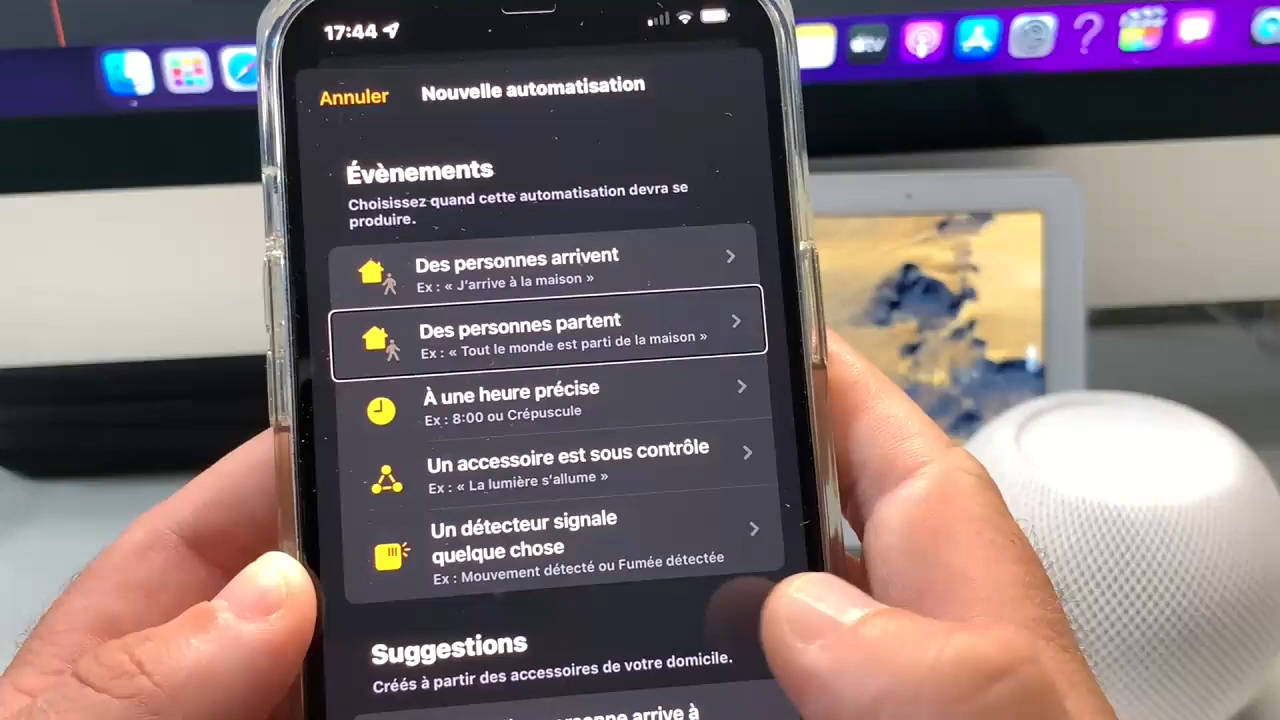 17:44
Annuler
Nouvelle automatisation
Évènements
Choisissez quand cette automatisation devra se
produire.
Des personnes arrivent
Ex : « J'arrive à la maison »
Des personnes partent
Ex : « Tout le monde est parti de la maison »
À une heure précise
Ex : 8:00 ou Crépuscule
Un accessoire est sous contrôle
Ex : « La lumière s'allume »
Un détecteur signale
quelque chose
Ex : Mouvement détecté ou Fumée détectée
Suggestions
Créés à partir des accessoires de votre domicile.
personne arrive à